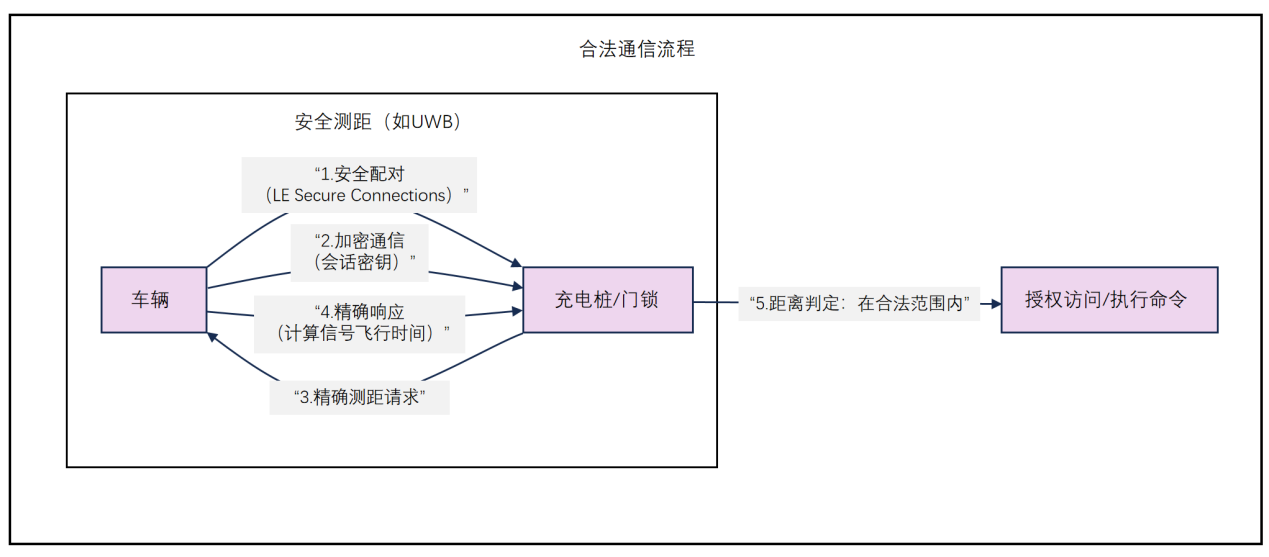 合法通信流程
安全测距（如UWB）
“1.安全配对
（LE Secure Connections）”
“2.加密通信
（会话密钥）”
车辆
充电桩/门锁
“5.距离判定：在合法范围内”
授权访问/执行命令
“4.精确响应
（计算信号飞行时间）”
“3.精确测距请求”